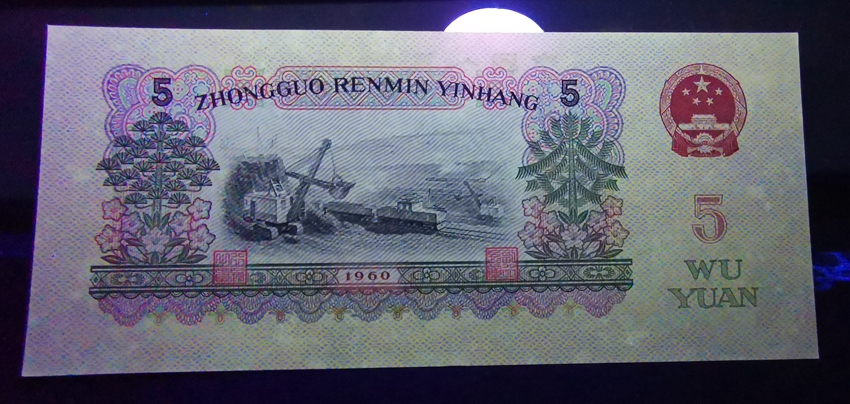 5 ZHONGGUO RENMIN YINHANG 5
5
WU
YUAN
1960